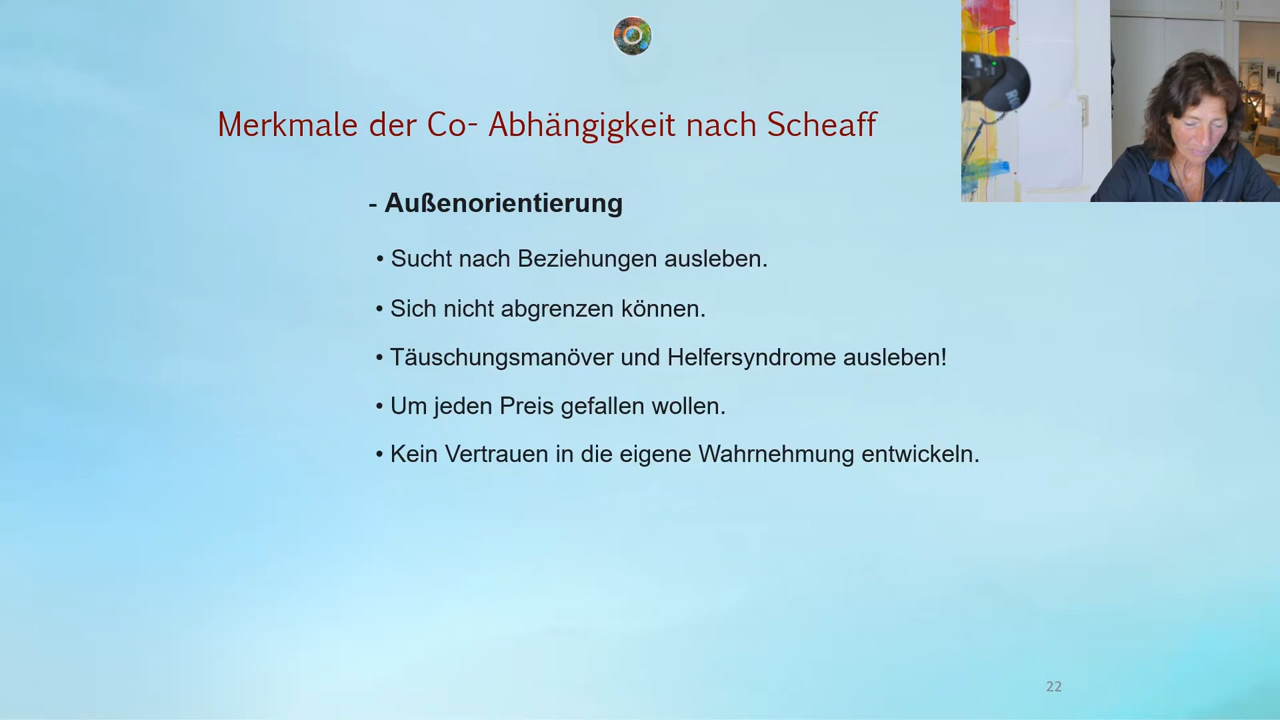 Merkmale der Co- Abhängigkeit nach Scheaff
- Außenorientierung
• Sucht nach Beziehungen ausleben.
• Sich nicht abgrenzen können.
• Täuschungsmanöver und Helfersyndrome ausleben!
• Um jeden Preis gefallen wollen.
• Kein Vertrauen in die eigene Wahrnehmung entwickeln.
22